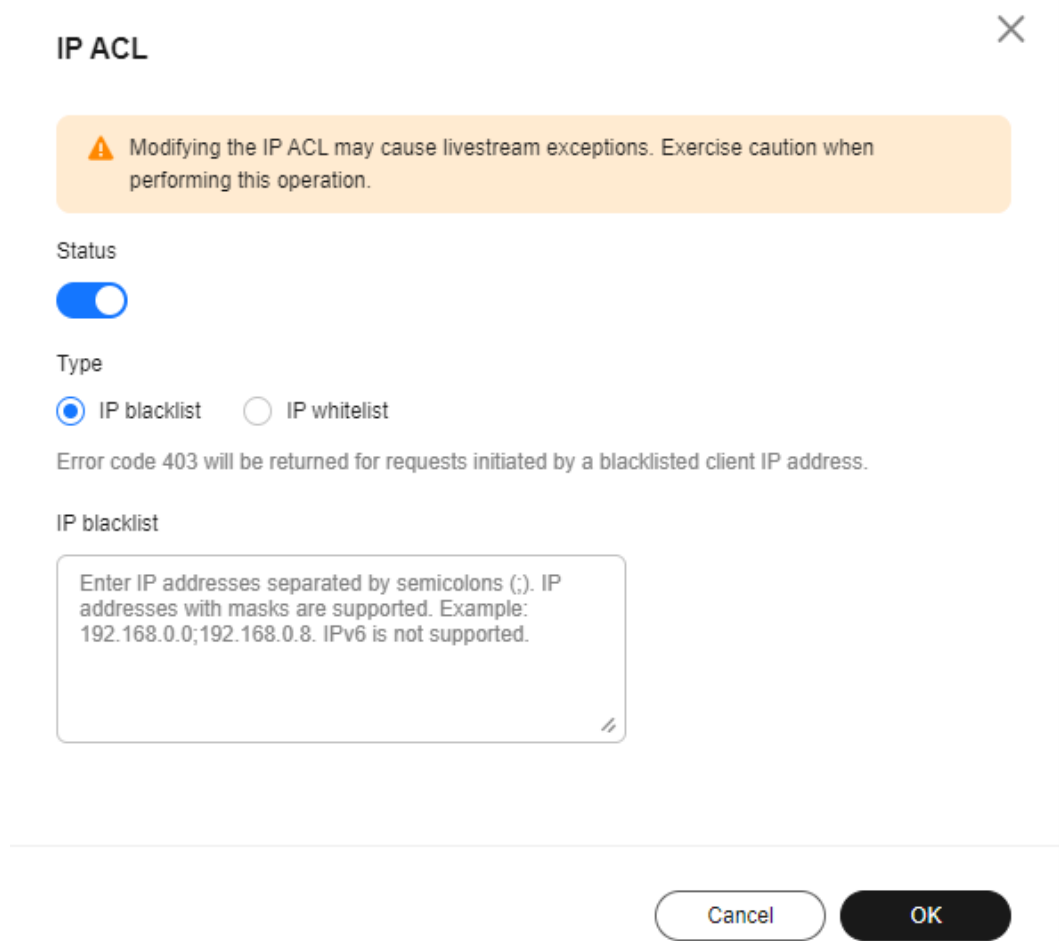 IP ACL
Modifying the IP ACL may cause livestream exceptions. Exercise caution when
performing this operation.
Status
Type
IP blacklist IP whitelist
Error code 403 will be returned for requests initiated by a blacklisted client IP address.
IP blacklist
Enter IP addresses separated by semicolons (;). IP
addresses with masks are supported. Example:
192.168.0.0;192.168.0.8. IPv6 is not supported.
Cancel OK